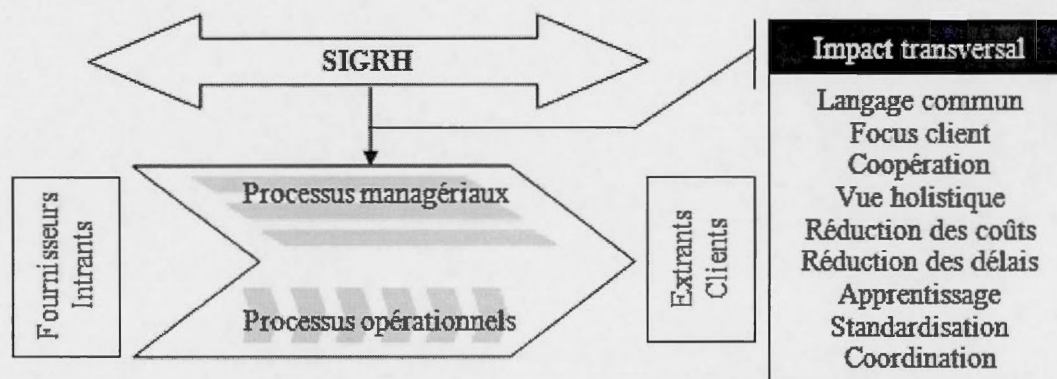 SIGRH
Fournisseurs
Intrants
Processus managériaux
Processus opérationnels
Extrants
Clients
Impact transversal
Langage commun
Focus client
Coopération
Vue holistique
Réduction des coûts
Réduction des délais
Apprentissage
Standardisation
Coordination